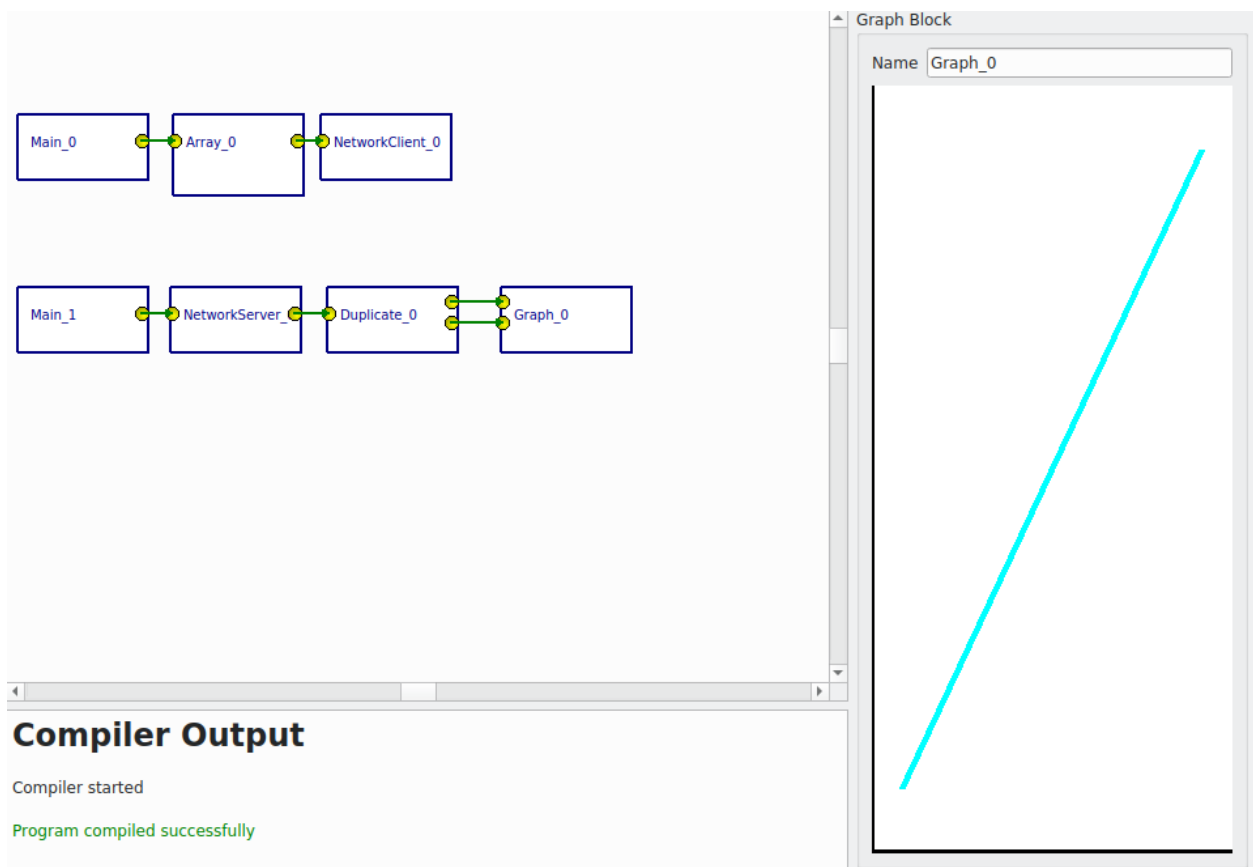 Graph Block
Name Graph_0
Main_0
Array_0
NetworkClient_0
Main_1
NetworkServer_
Duplicate_0
Graph_0
Compiler Output
Compiler started
Program compiled successfully